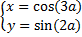 x = cos(3a)
y = sin(2a)